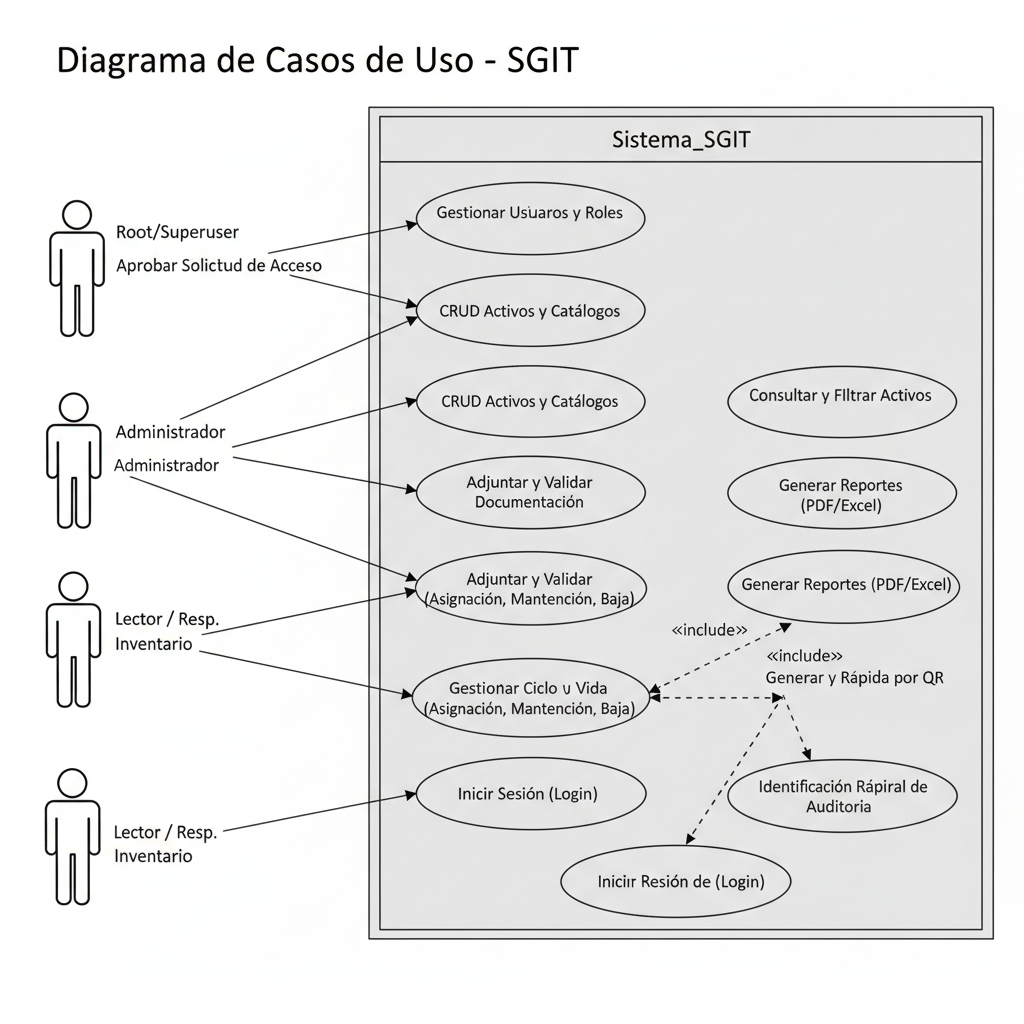 Diagrama de Casos de Uso - SGIT
Sistema_SGIT
Root/Superuser
Aprobar Solictud de Acceso
Administrador
Administrador
Lector / Resp.
Inventario
Lector / Resp.
Inventario
Gestionar Usuaros y Roles
CRUD Activos y Catálogos
CRUD Activos y Catálogos
Adjuntar y Validar
Documentación
Adjuntar y Validar
(Asignación, Mantención, Baja)
Gestionar Ciclo u Vida
(Asignación, Mantención, Baja)
Inicir Sesión (Login)
Consultar y FIltrar Activos
Generar Reportes
(PDF/Excel)
Generar Reportes (PDF/Excel)
«include»
«include»
Generar y Rápida por QR
Identificación Rápiral de
Auditoria
Iniciir Resión de (Login)